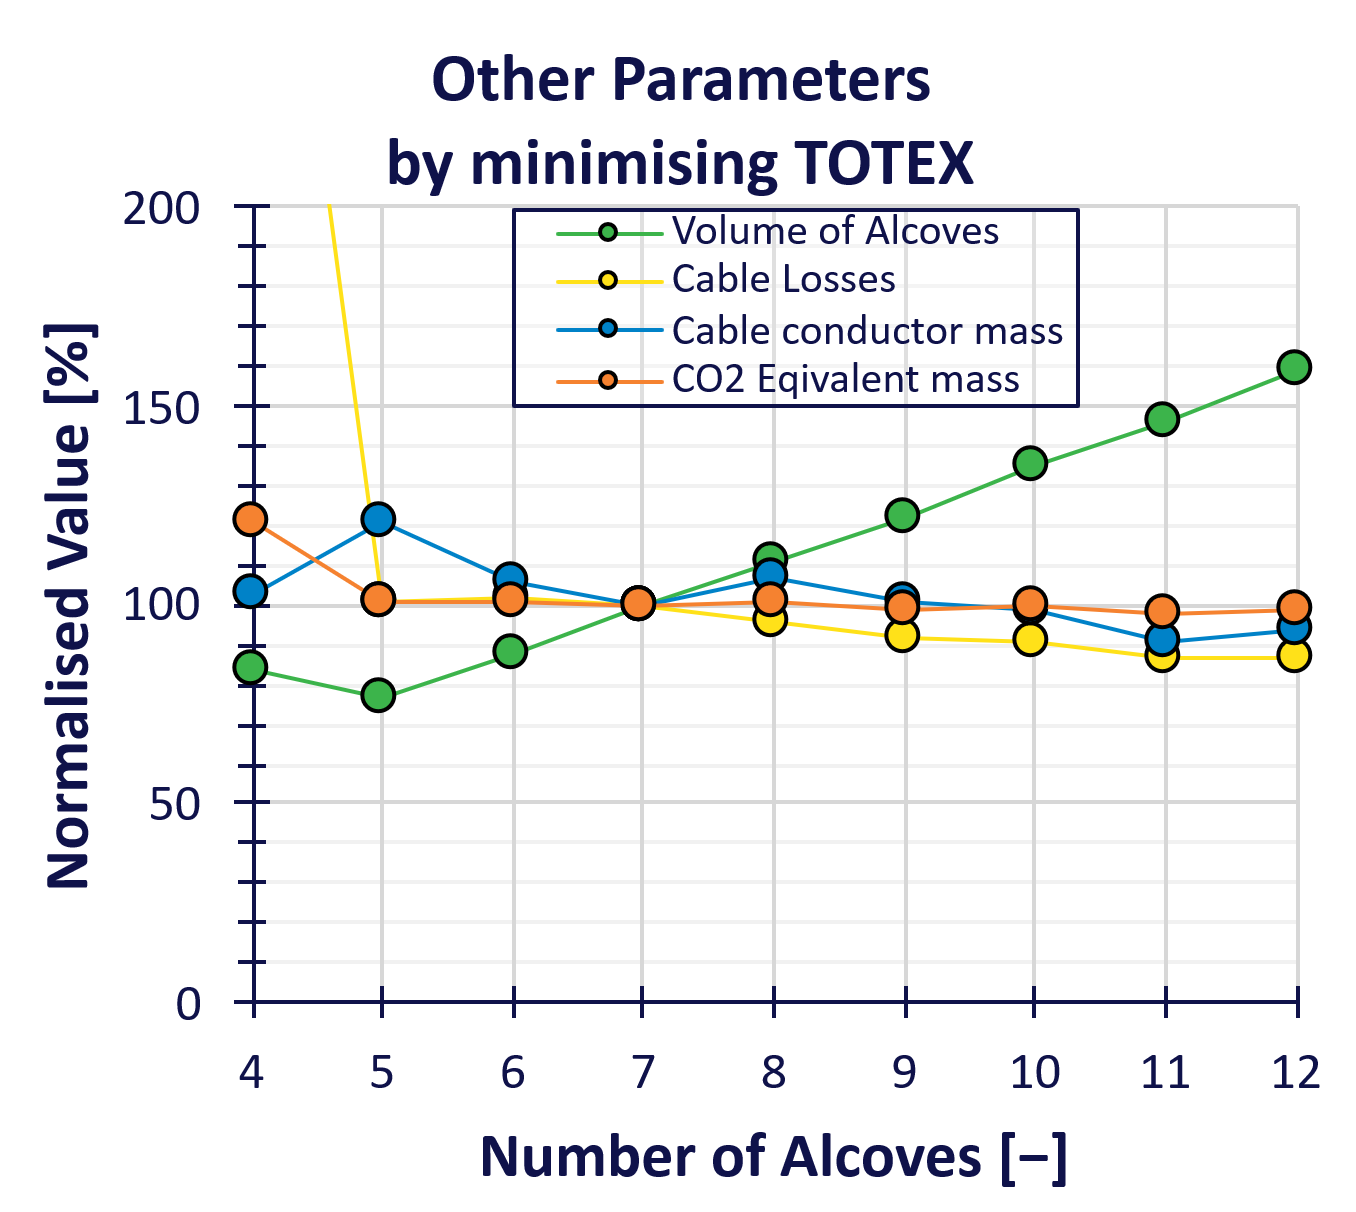 Other Parameters
by minimising TOTEX
Volume of Alcoves
Cable Losses
Cable conductor mass
CO2 Eqivalent mass
Normalised Value [%]
200
150
100
50
0
4 5 6 7 8 9 10 11 12
Number of Alcoves [−]